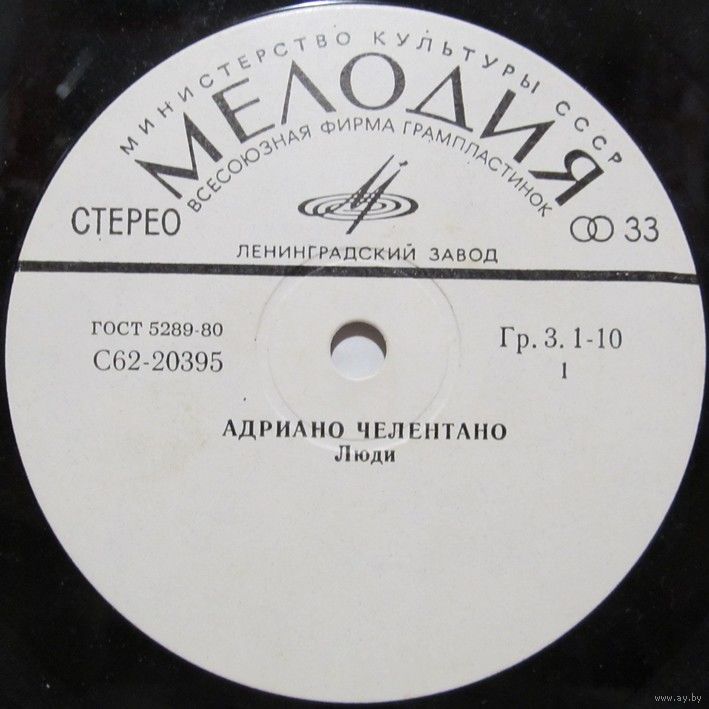 МИНИСТЕРСТВО КУЛЬТУРЫ СССР
МЕЛОДИЯ
ВСЕСОЮЗНАЯ ФИРМА ГРАМПЛАСТИНОК
СТЕРЕО
33
ЛЕНИНГРАДСКИЙ ЗАВОД
ГОСТ 5289-80
Гр. 3. 1-10
С62-20395
1
АДРИАНО ЧЕЛЕНТАНО
Люди
www.ay.by